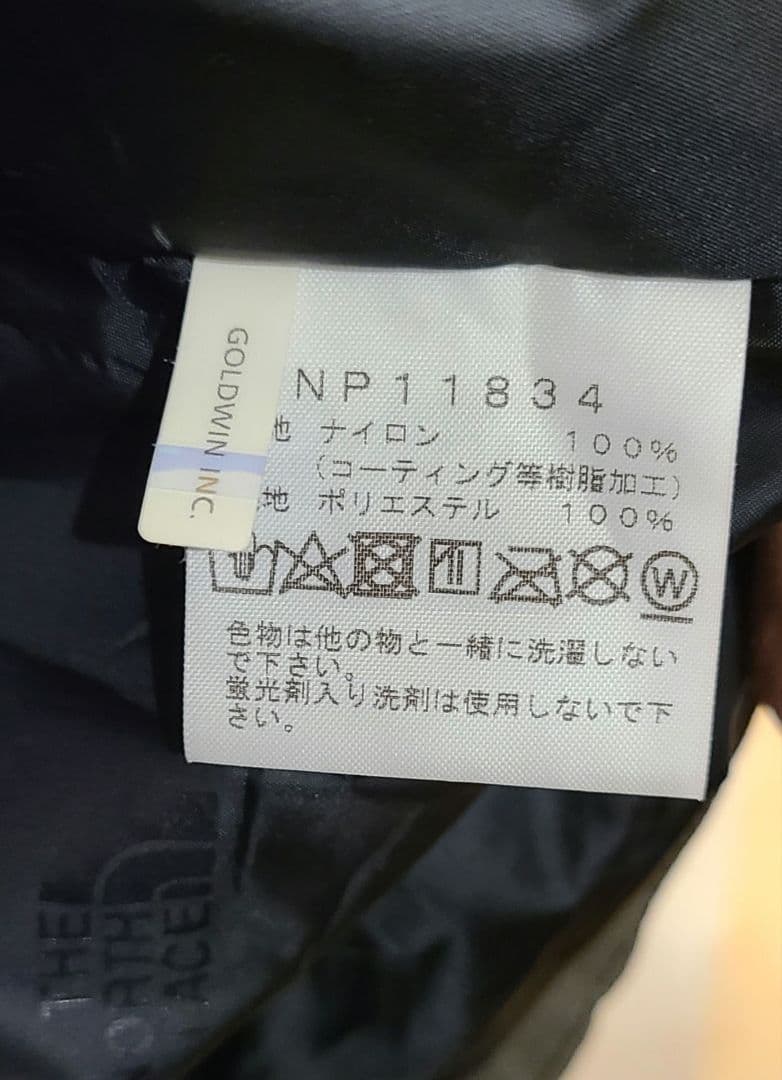 GOLDWIN INC.
NP11834
地 ナイロン 100%
(コーティング等樹脂加工)
地 ポリエステル 100%
W
色物は他の物と一緒に洗濯しない
で下さい。
蛍光剤入り洗剤は使用しないで下
さい。
THE
ORTH
ACE